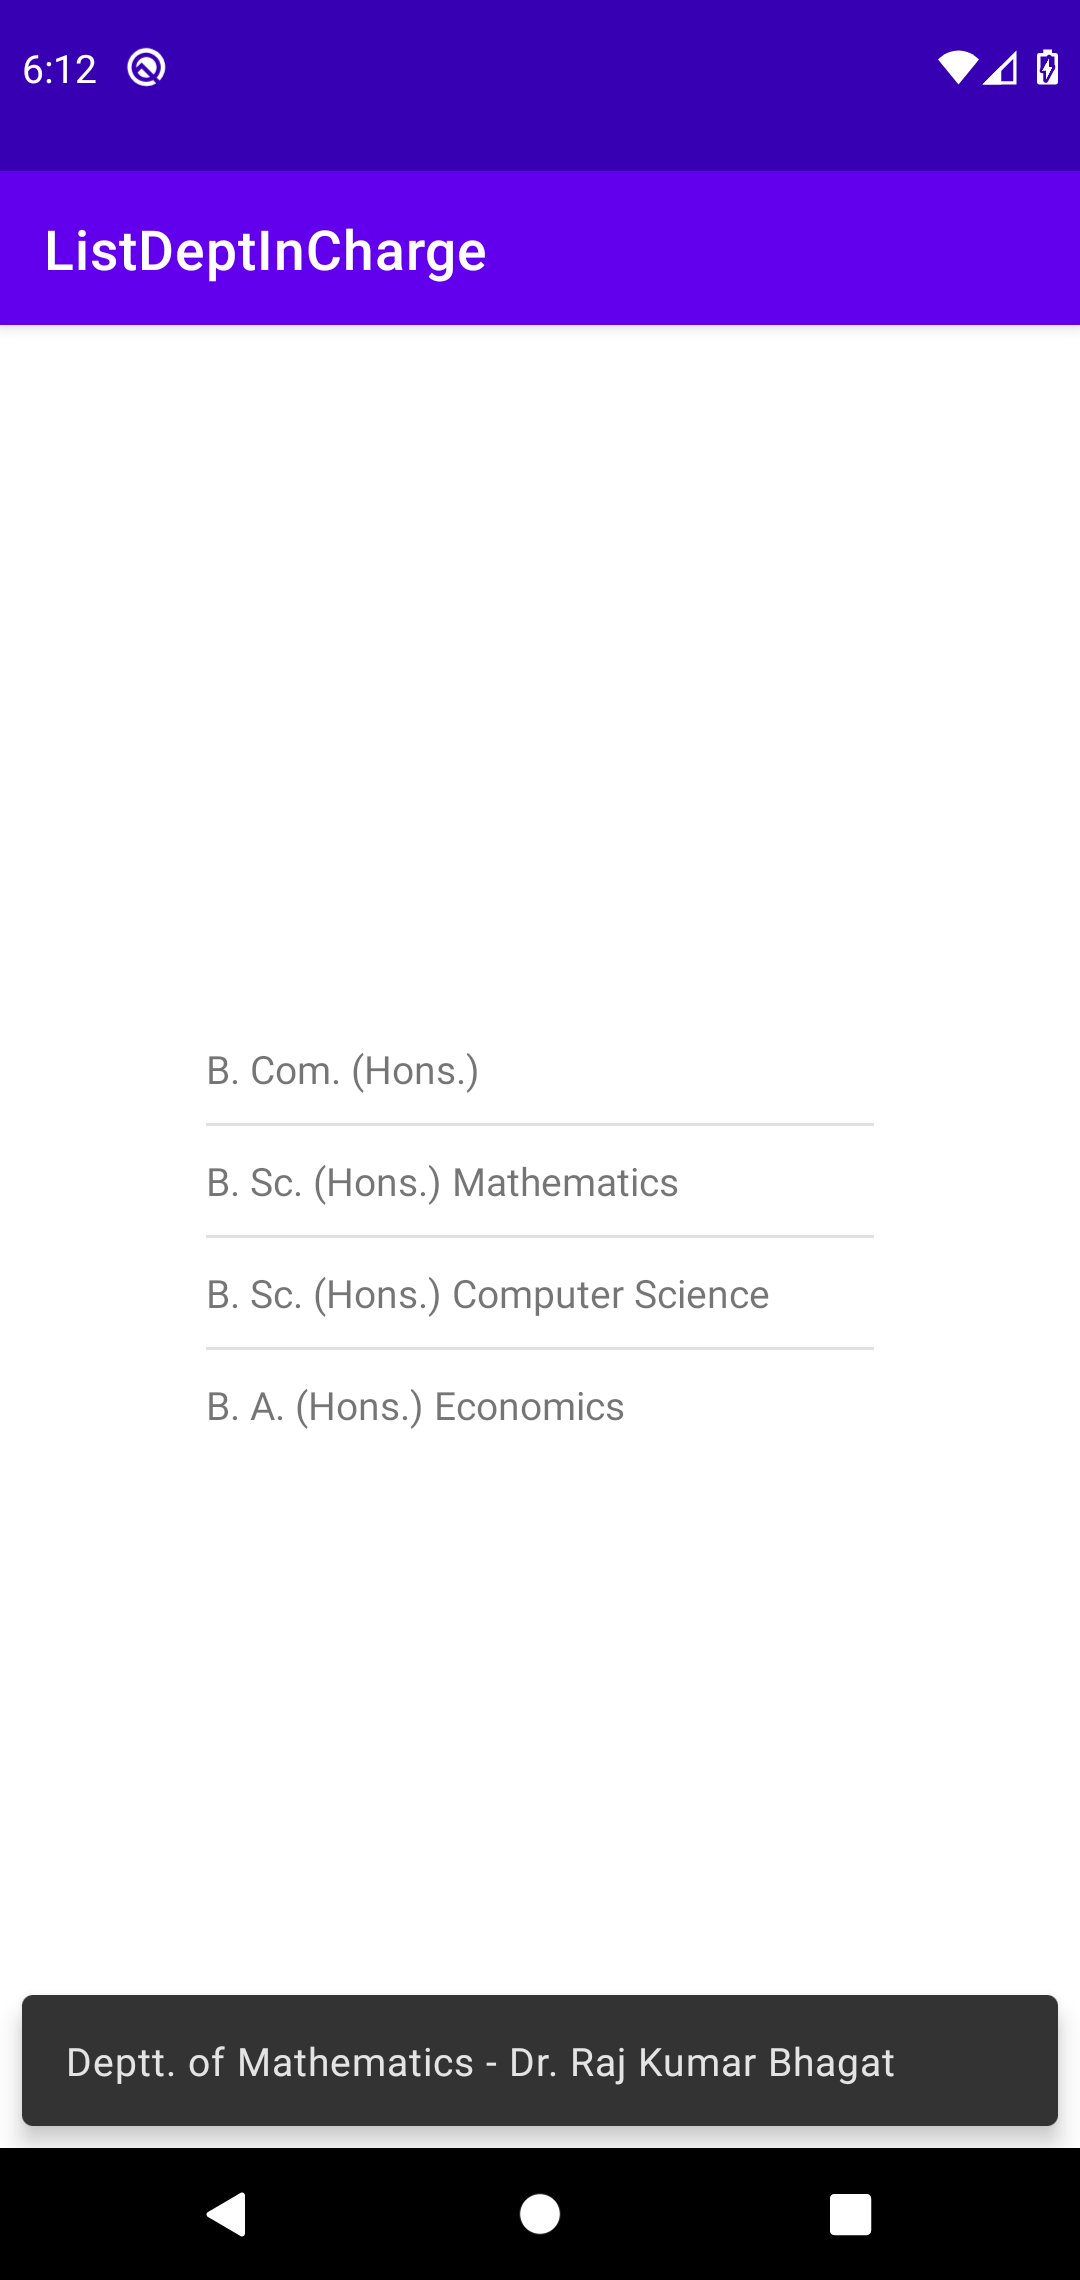 6:12
ListDeptInCharge
B. Com. (Hons.)
B. Sc. (Hons.) Mathematics
B. Sc. (Hons.) Computer Science
B. A. (Hons.) Economics
Deptt. of Mathematics - Dr. Raj Kumar Bhagat